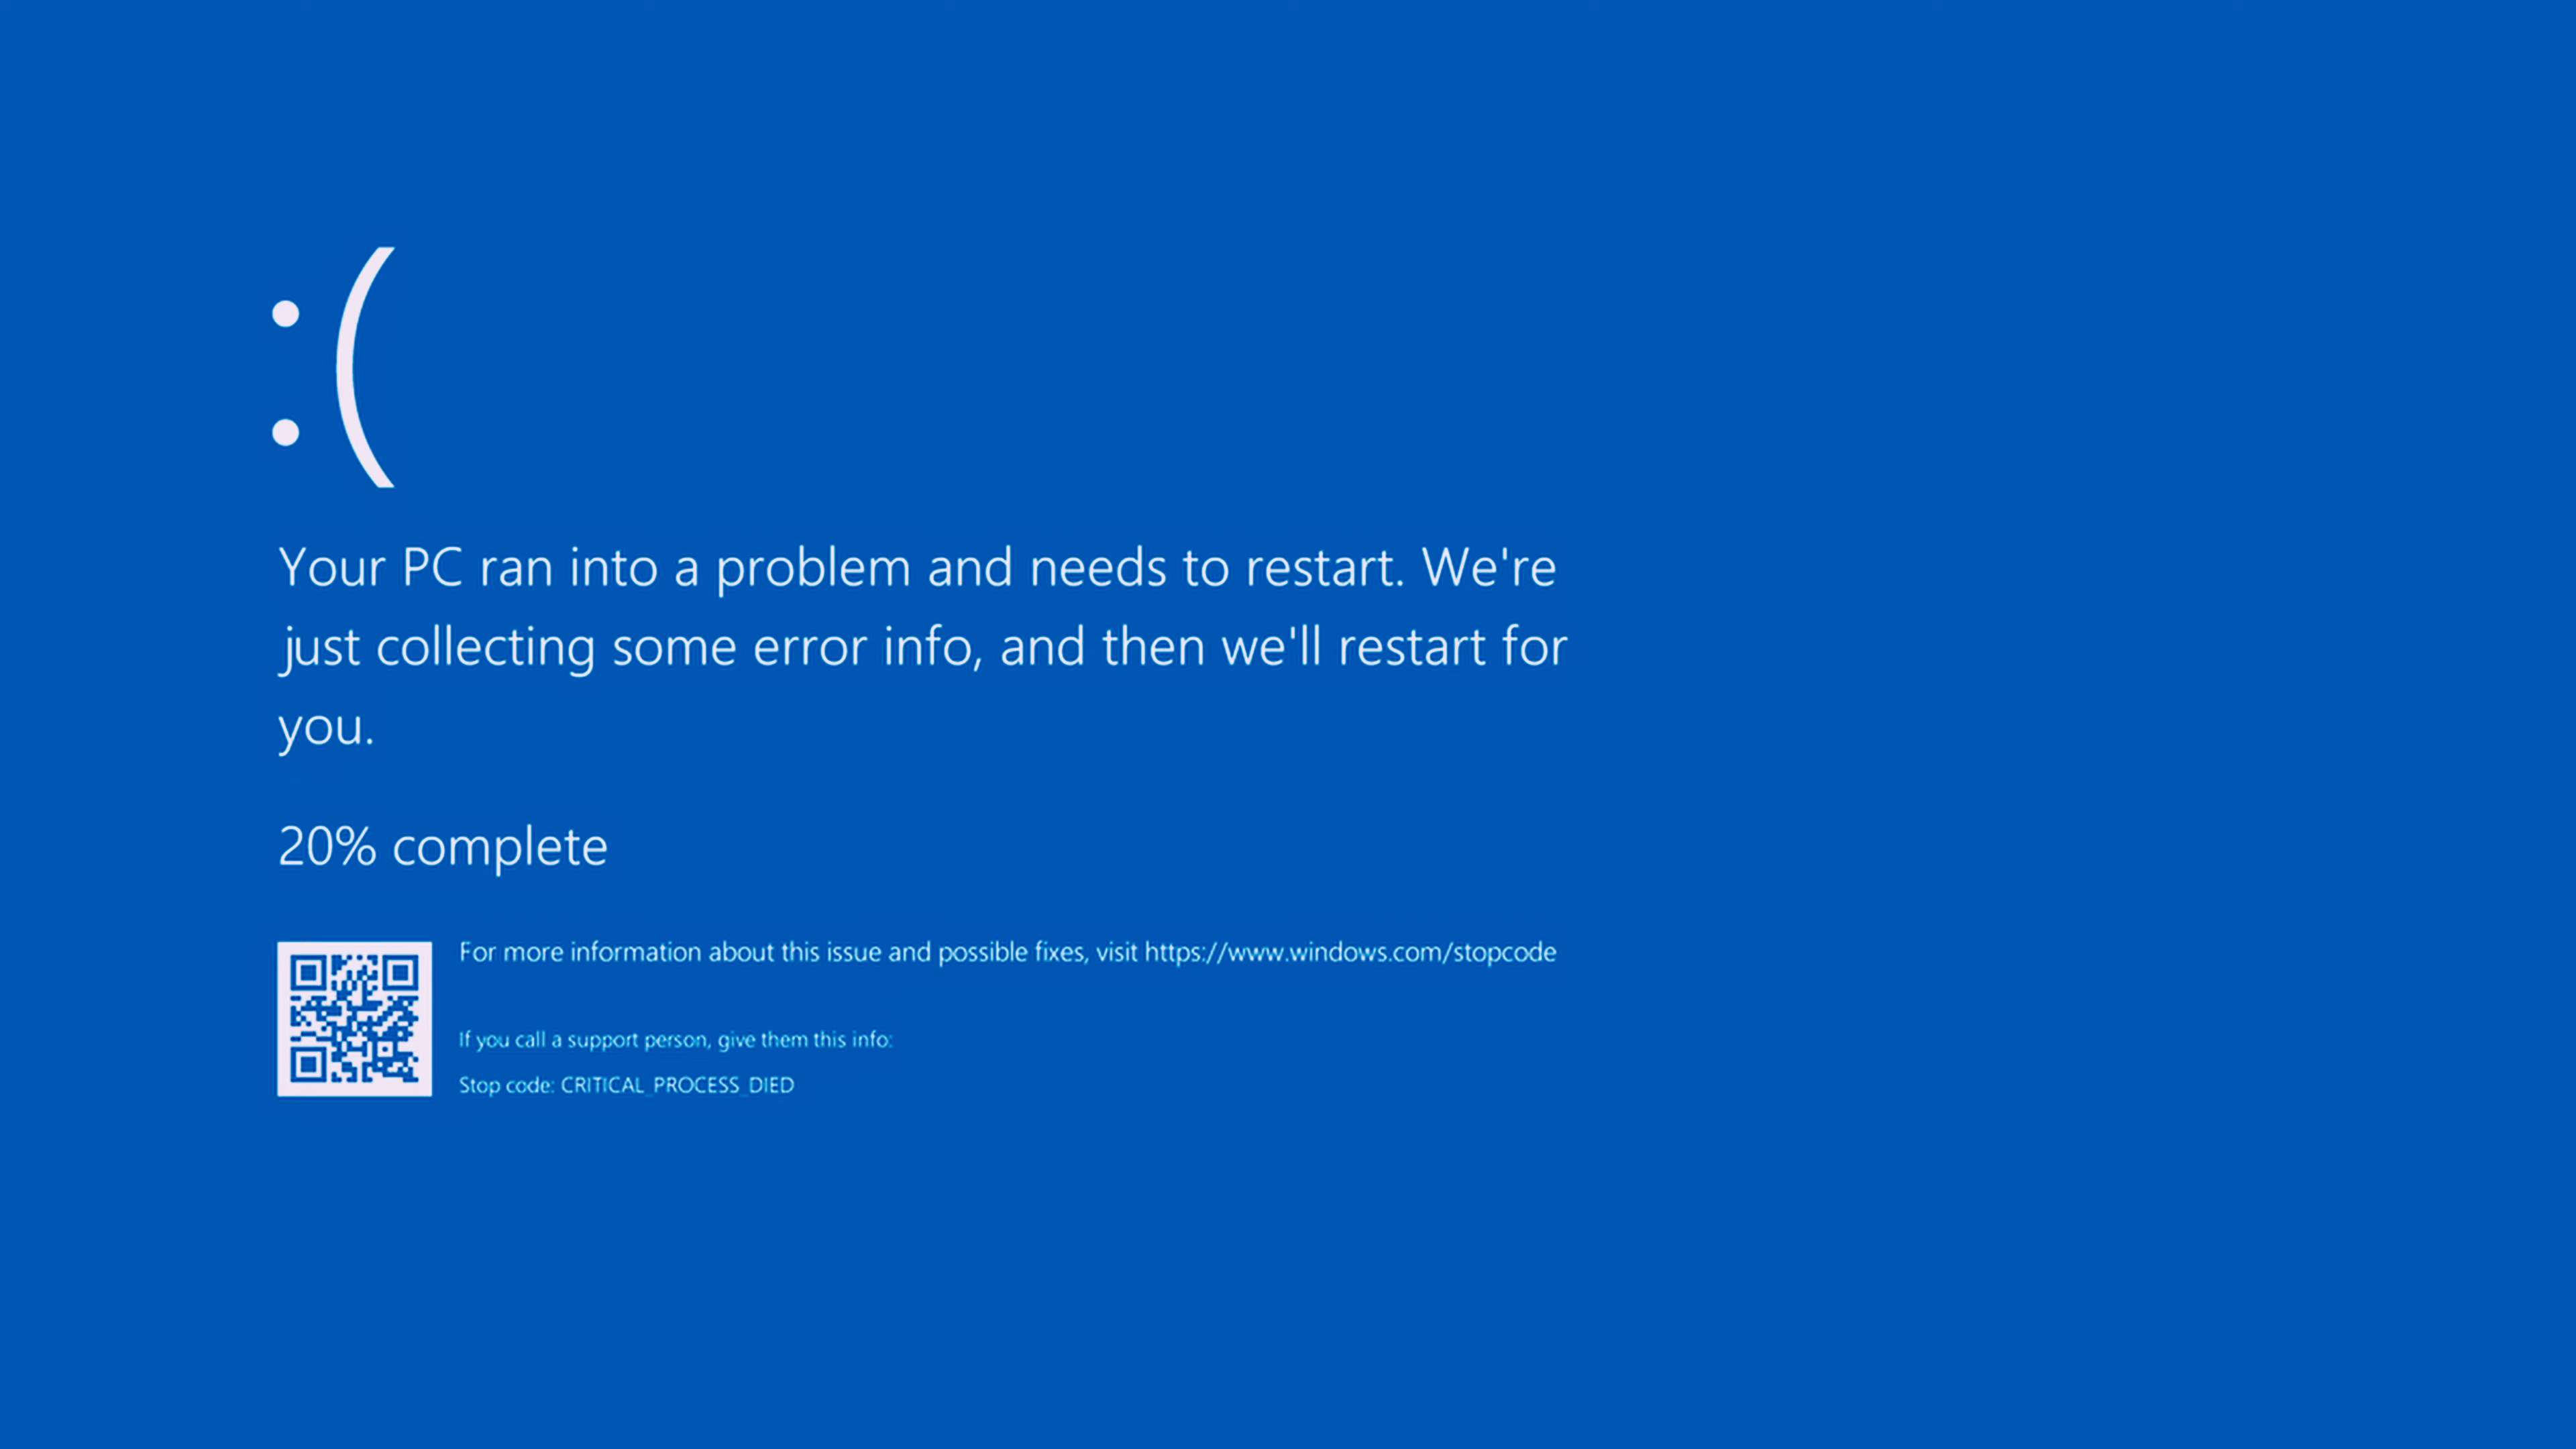 :(
Your PC ran into a problem and needs to restart. We're
just collecting some error info, and then we'll restart for
you.
20% complete
For more information about this issue and possible fixes, visit https://www.windows.com/stopcode
If you call a support person, give them this info:
Stop code: CRITICAL_PROCESS_DIED